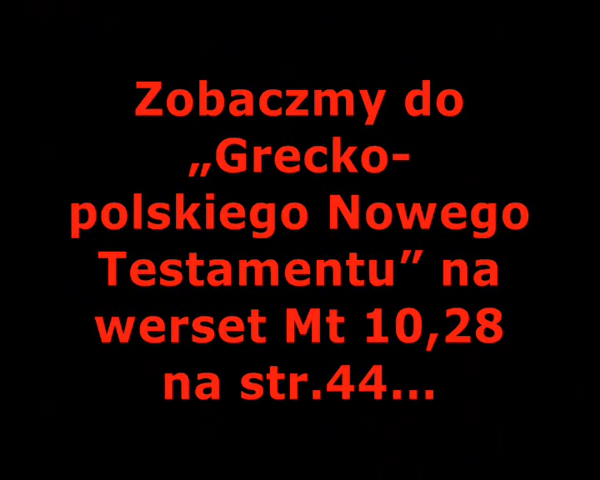 Zobaczmy do
„Grecko-
polskiego Nowego
Testamentu” na
werset Mt 10,28
na str.44...